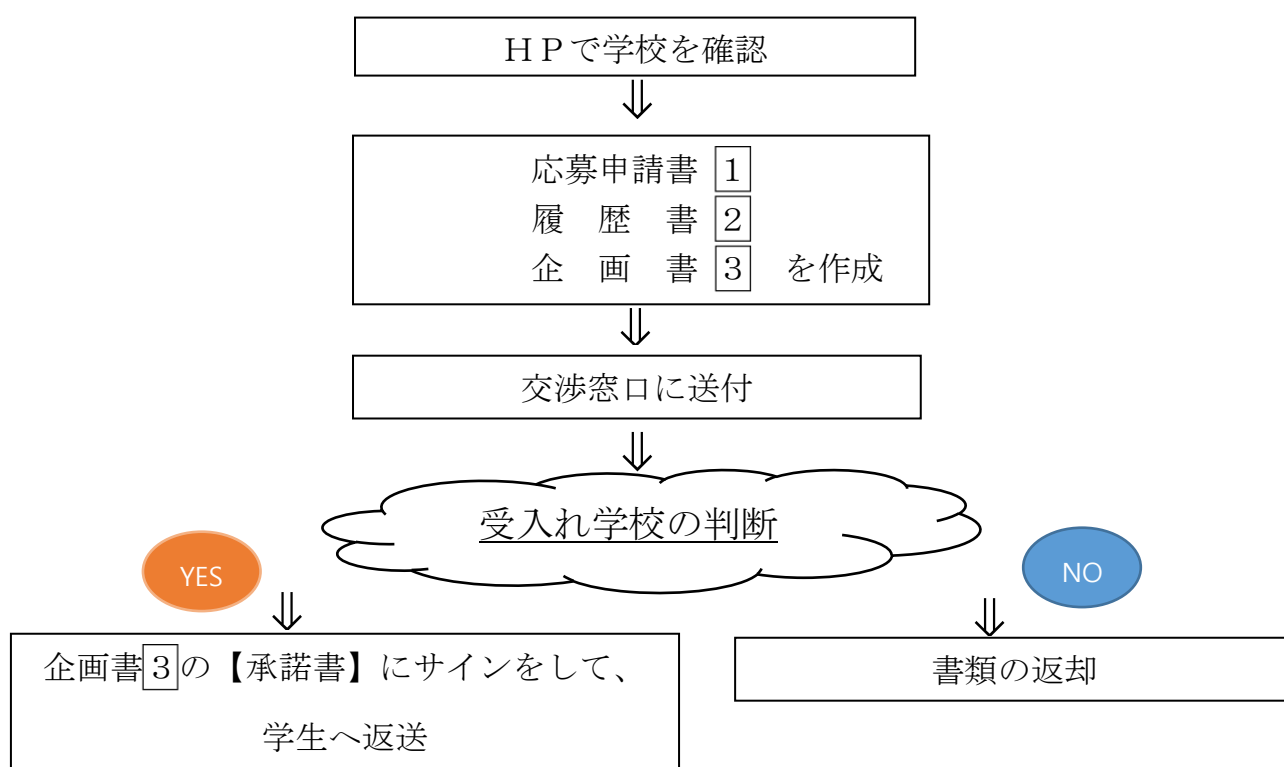 ＨＰで学校を確認
⇓
応募申請書 １
履　歴　書 ２
企　画　書 ３　を作成
⇓
交渉窓口に送付
⇓
受入れ学校の判断
YES
NO
⇓
⇓
企画書３の【承諾書】にサインをして、
学生へ返送
書類の返却